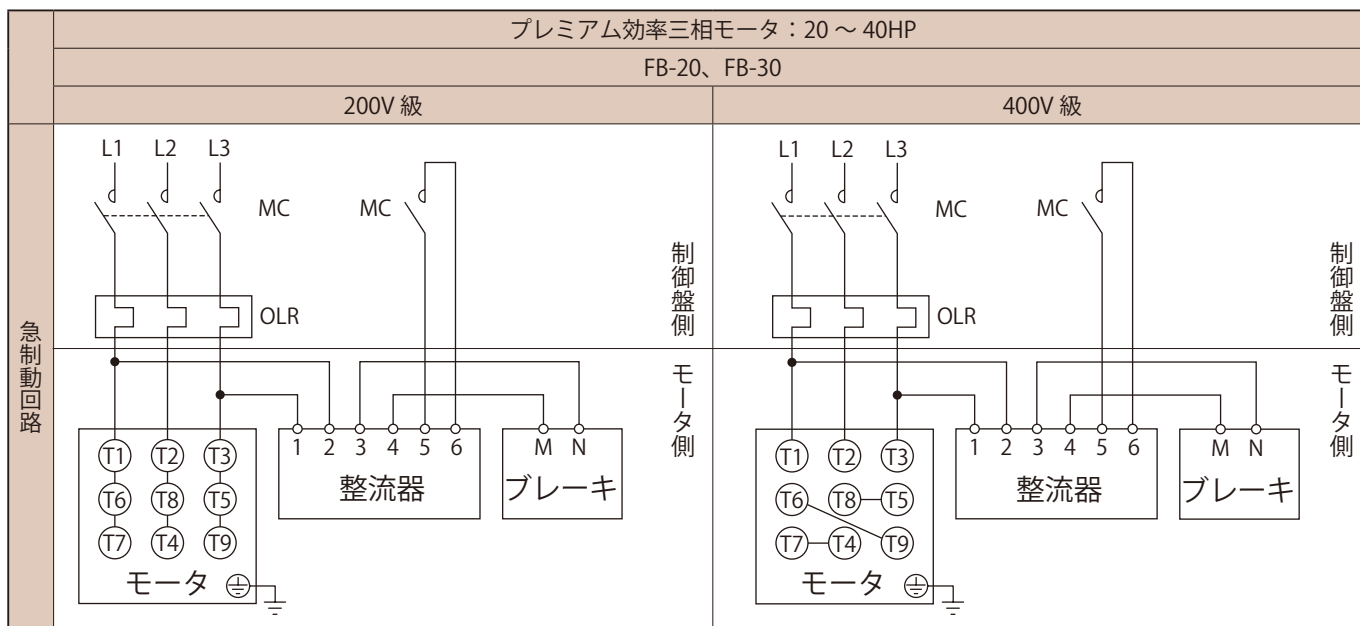 プレミアム効率三相モータ：20 ～ 40HP
FB-20、FB-30
200V 級
400V 級
急制動回路
L1 L2 L3
MC
MC
OLR
制御盤側
モータ側
1 2 3 4 5 6
整流器
M N
ブレーキ
T1 T2 T3
T6 T8 T5
T7 T4 T9
モータ
L1 L2 L3
MC
MC
OLR
制御盤側
モータ側
1 2 3 4 5 6
整流器
M N
ブレーキ
T1 T2 T3
T6 T8 T5
T7 T4 T9
モータ